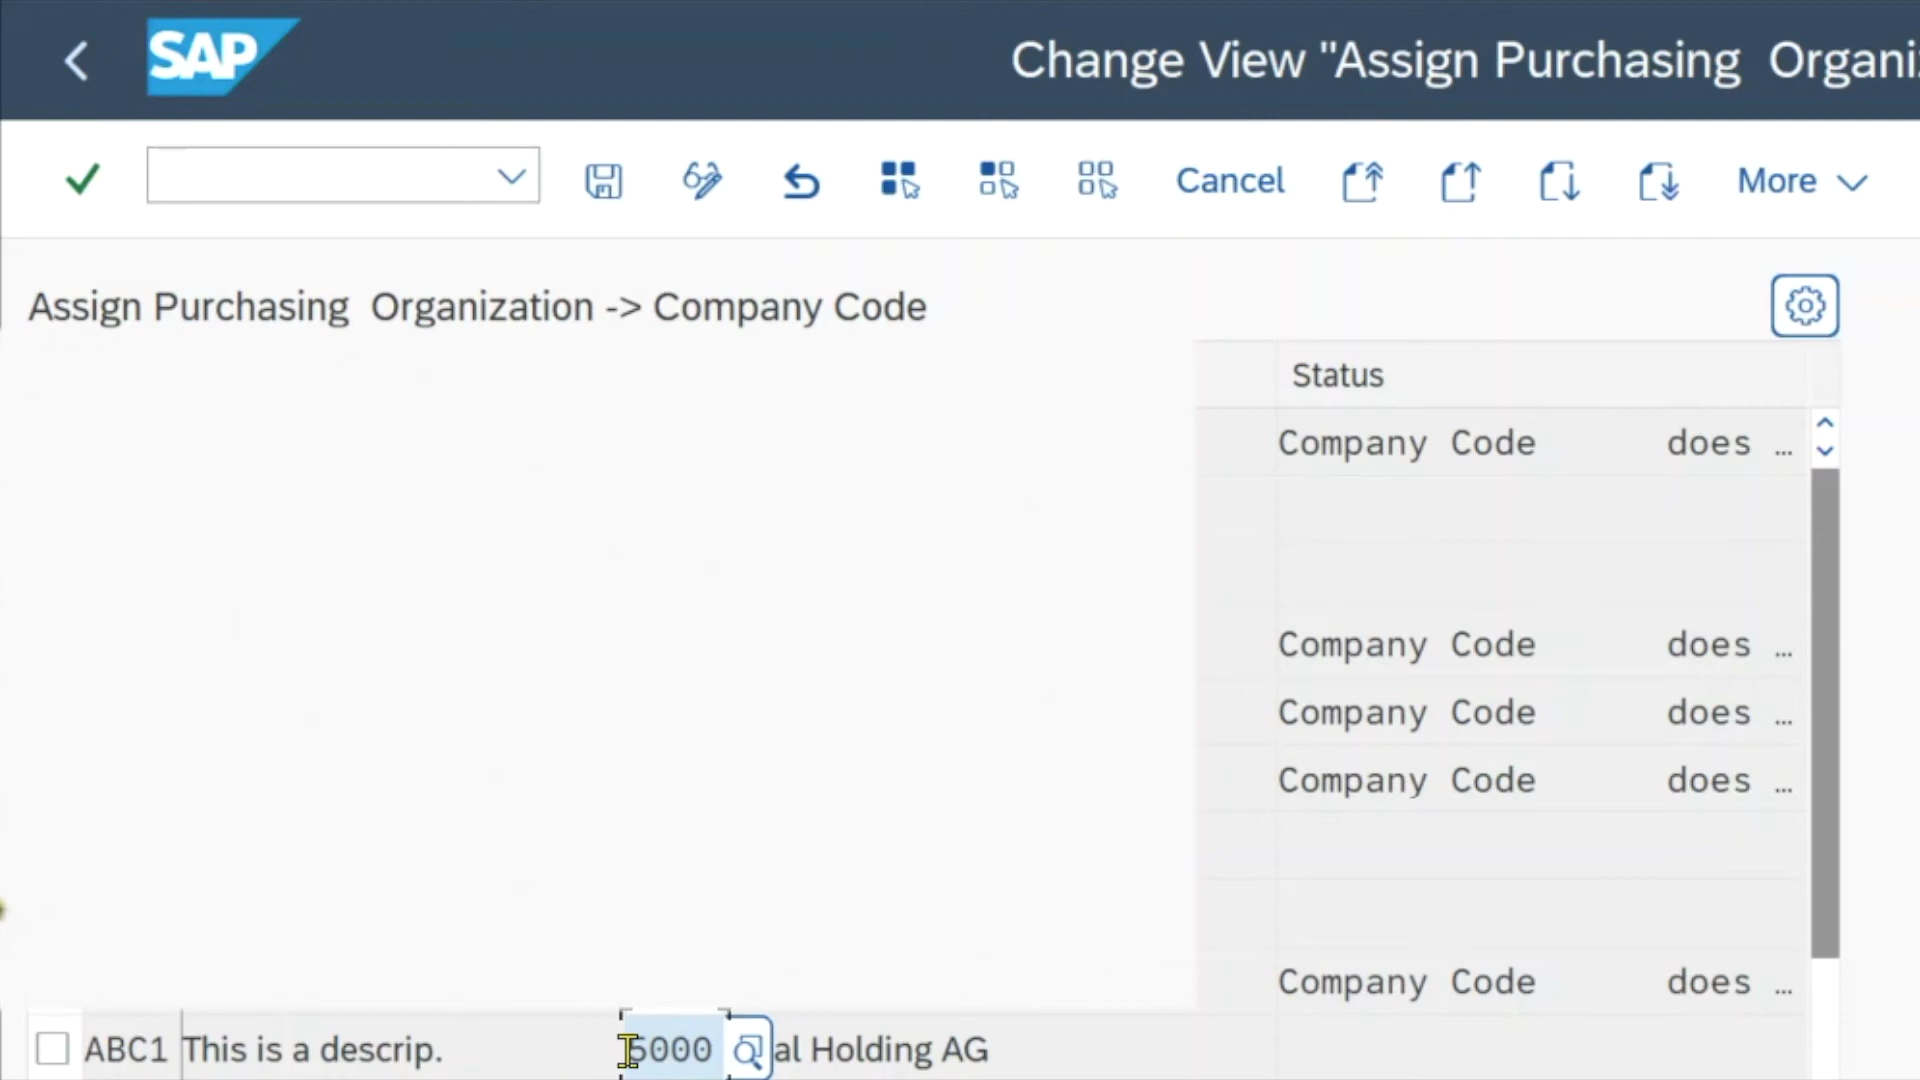 SAP
Change View "Assign Purchasing Organi
Cancel
More
Assign Purchasing Organization -> Company Code
Status
Company Code does ...
Company Code does ...
Company Code does ...
Company Code does ...
Company Code does ...
ABC1 This is a descrip. 5000 al Holding AG